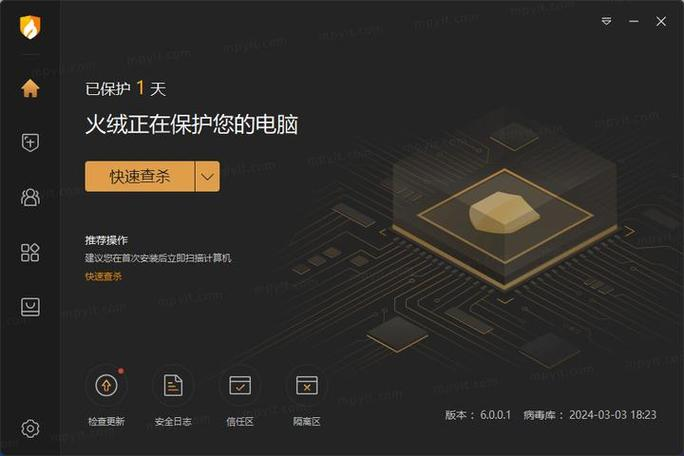 已保护 1 天
火绒正在保护您的电脑
快速查杀
推荐操作
建议您在首次安装后立即扫描计算机
快速查杀
检查更新 安全日志 信任区 隔离区
版本： 6.0.0.1 病毒库： 2024-03-03 18:23
mpyit.com